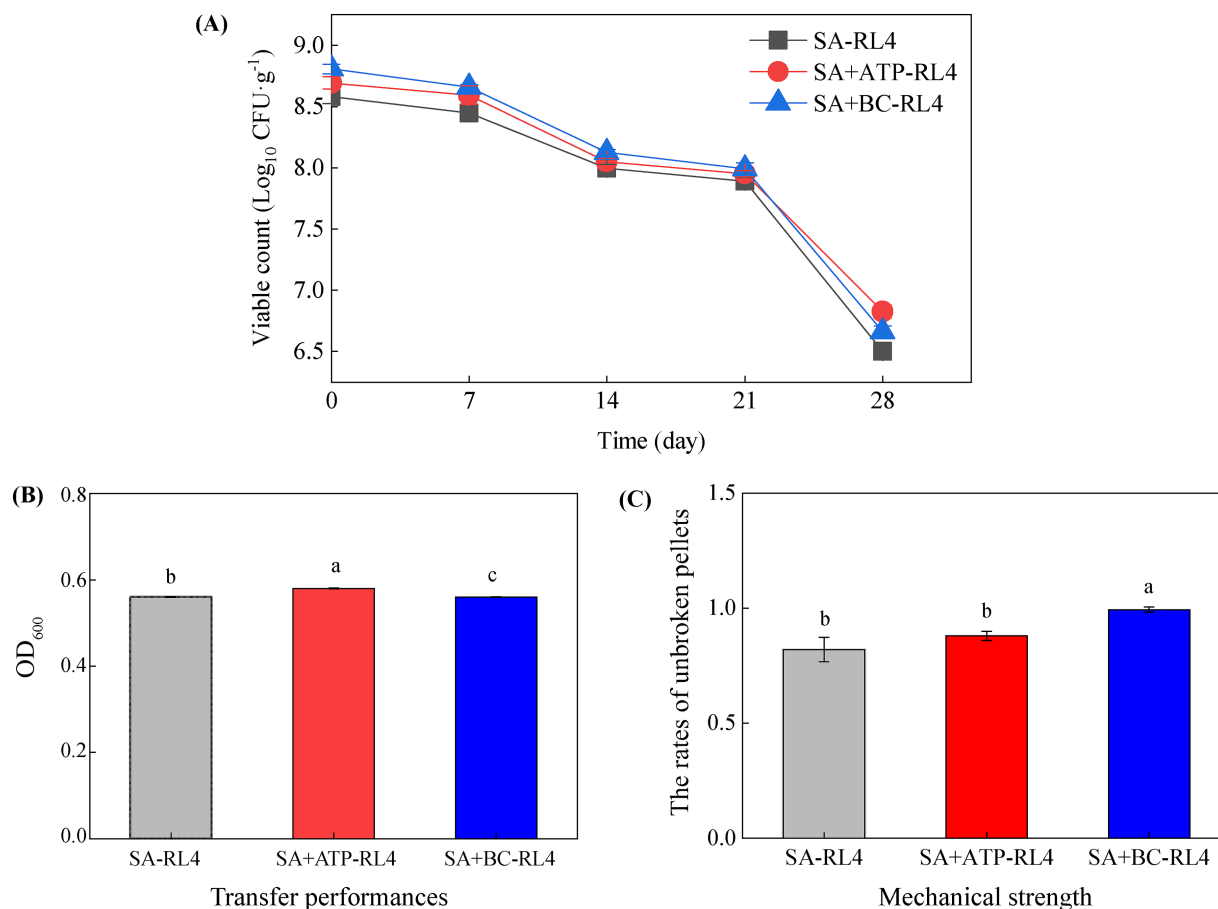 (A)
SA-RL4
SA+ATP-RL4
SA+BC-RL4
Viable count (Log₁₀ CFU·g⁻¹)
9.0
8.5
8.0
7.5
7.0
6.5
0 7 14 21 28
Time (day)
(B)
OD₆₀₀
0.8
0.6
0.4
0.2
0.0
b a c
SA-RL4 SA+ATP-RL4 SA+BC-RL4
Transfer performances
(C)
The rates of unbroken pellets
1.5
1.0
0.5
0.0
b b a
SA-RL4 SA+ATP-RL4 SA+BC-RL4
Mechanical strength